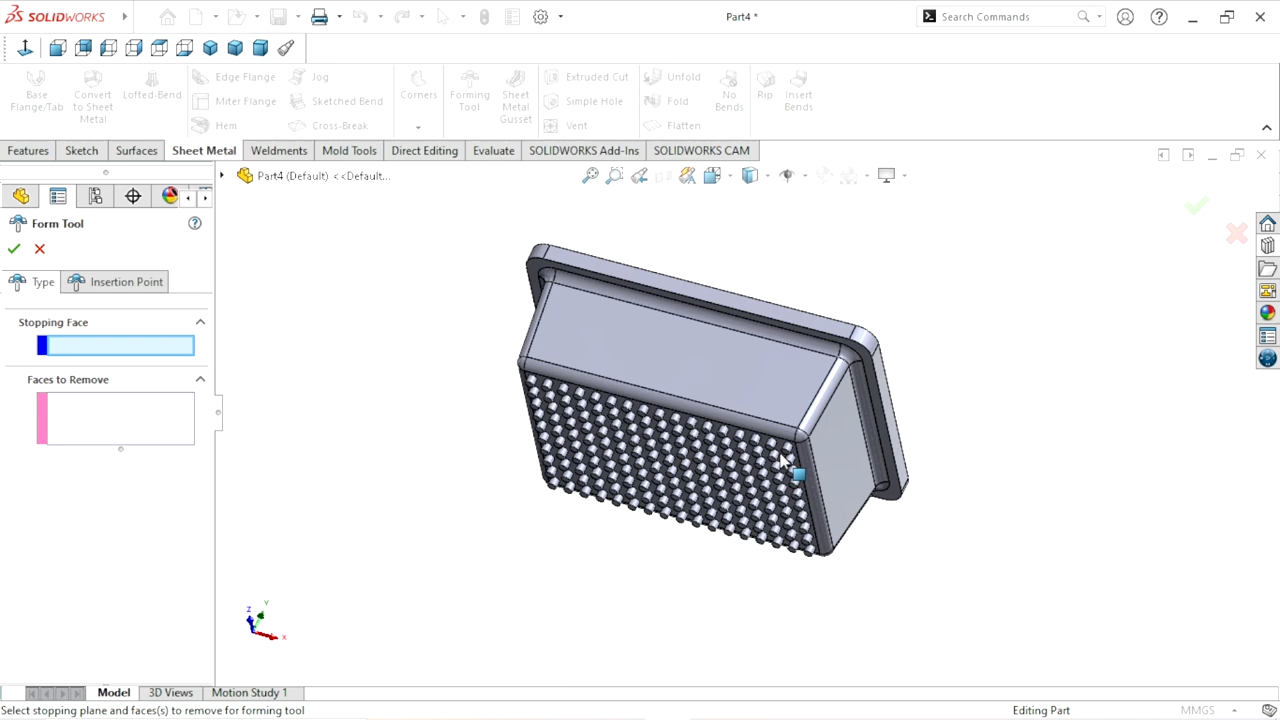 SOLIDWORKS
Part4 *
Search Commands
Base Flange/Tab
Convert to Sheet Metal
Lofted-Bend
Edge Flange
Miter Flange
Hem
Jog
Sketched Bend
Cross-Break
Corners
Forming Tool
Sheet Metal Gusset
Extruded Cut
Simple Hole
Vent
Unfold
Fold
Flatten
No Bends
Rip
Insert Bends
Features
Sketch
Surfaces
Sheet Metal
Weldments
Mold Tools
Direct Editing
Evaluate
SOLIDWORKS Add-Ins
SOLIDWORKS CAM
Part4 (Default) <<Default...
Form Tool
Type
Insertion Point
Stopping Face
Faces to Remove
Z
Y
X
Model
3D Views
Motion Study 1
Select stopping plane and faces(s) to remove for forming tool
Editing Part
MMGS